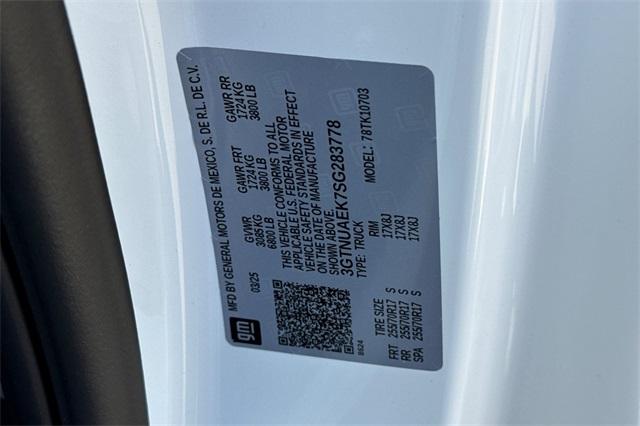 gm
MFD BY GENERAL MOTORS DE MEXICO, S. DE R.L. DE C.V.
03/25
GVWR
3085 KG
6800 LB
GAWR FRT
1724 KG
3800 LB
GAWR RR
1724 KG
3800 LB
THIS VEHICLE CONFORMS TO ALL
APPLICABLE U.S. FEDERAL MOTOR
VEHICLE SAFETY STANDARDS IN EFFECT
ON THE DATE OF MANUFACTURE
SHOWN ABOVE.
3GTNUAEK7SG283778
TYPE: TRUCK
MODEL: 78TK10703
TIRE SIZE RIM
FRT 255/70R17 S 17X8J
RR 255/70R17 S 17X8J
SPA 255/70R17 S 17X8J